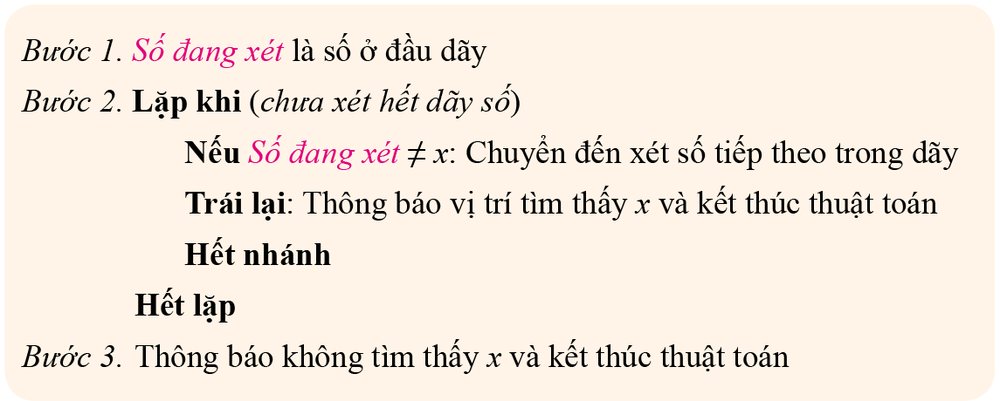 Bước 1. Số đang xét là số ở đầu dãy
Bước 2. Lặp khi (chưa xét hết dãy số)
Nếu Số đang xét ≠ x: Chuyển đến xét số tiếp theo trong dãy
Trái lại: Thông báo vị trí tìm thấy x và kết thúc thuật toán
Hết nhánh
Hết lặp
Bước 3. Thông báo không tìm thấy x và kết thúc thuật toán